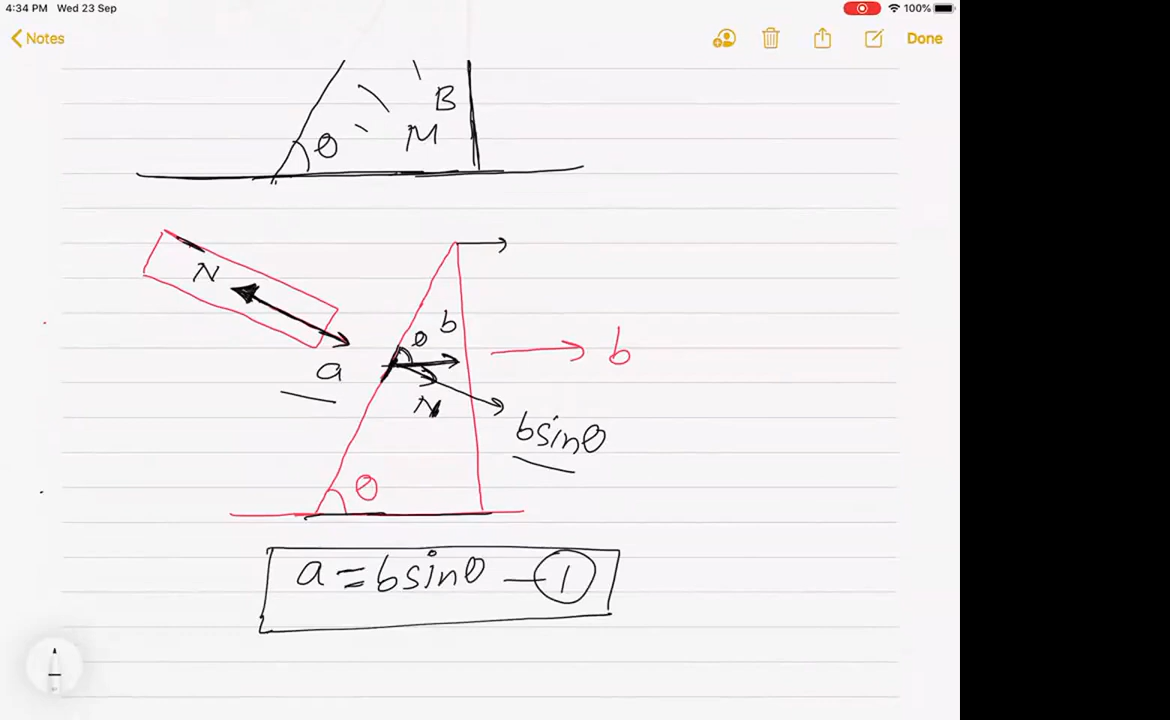 4:34 PM Wed 23 Sep
100%
Notes
Done
B
θ
M
N
θ
b
b
a
N
bsinθ
θ
a = bsinθ — 1